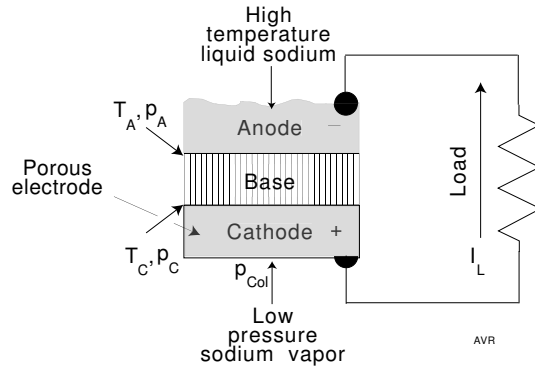 High
temperature
liquid sodium
T_A, p_A
Anode −
Porous
electrode
Base
Load
Cathode +
T_C, p_C
p_Col
I_L
Low
pressure
sodium vapor
AVR